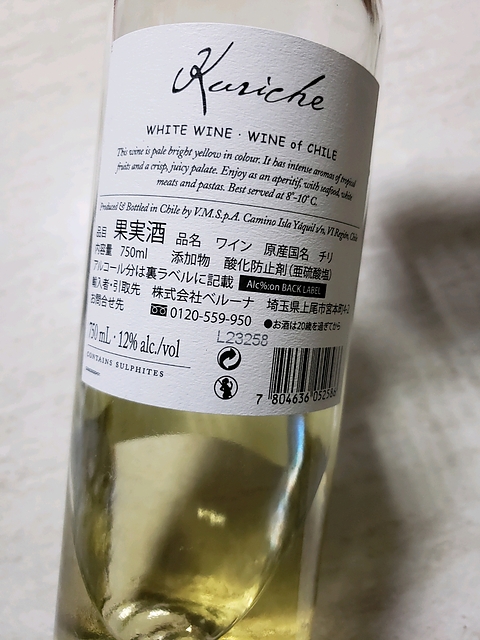 Kuriche
WHITE WINE · WINE of CHILE
This wine is pale bright yellow in colour. It has intense aromas of tropical
fruits and a crisp, juicy palate. Enjoy as an aperitif, with seafood, white
meats and pastas. Best served at 8°-10° C.
Produced & Bottled in Chile by V.M.S.p.A. Camino Isla Yáquil s/n, VI Región, Chile
品目 果実酒 品名 ワイン 原産国名 チリ
内容量 750ml 添加物 酸化防止剤(亜硫酸塩)
アルコール分は裏ラベルに記載 Alc%:on BACK LABEL
輸入者・引取先 株式会社ベルーナ 埼玉県上尾市宮本町4-2
お問合せ先 0120-559-950 ●お酒は20歳を過ぎてから
750 mL · 12% alc./vol
L23258
CONTAINS SULPHITES
7 804636 052586